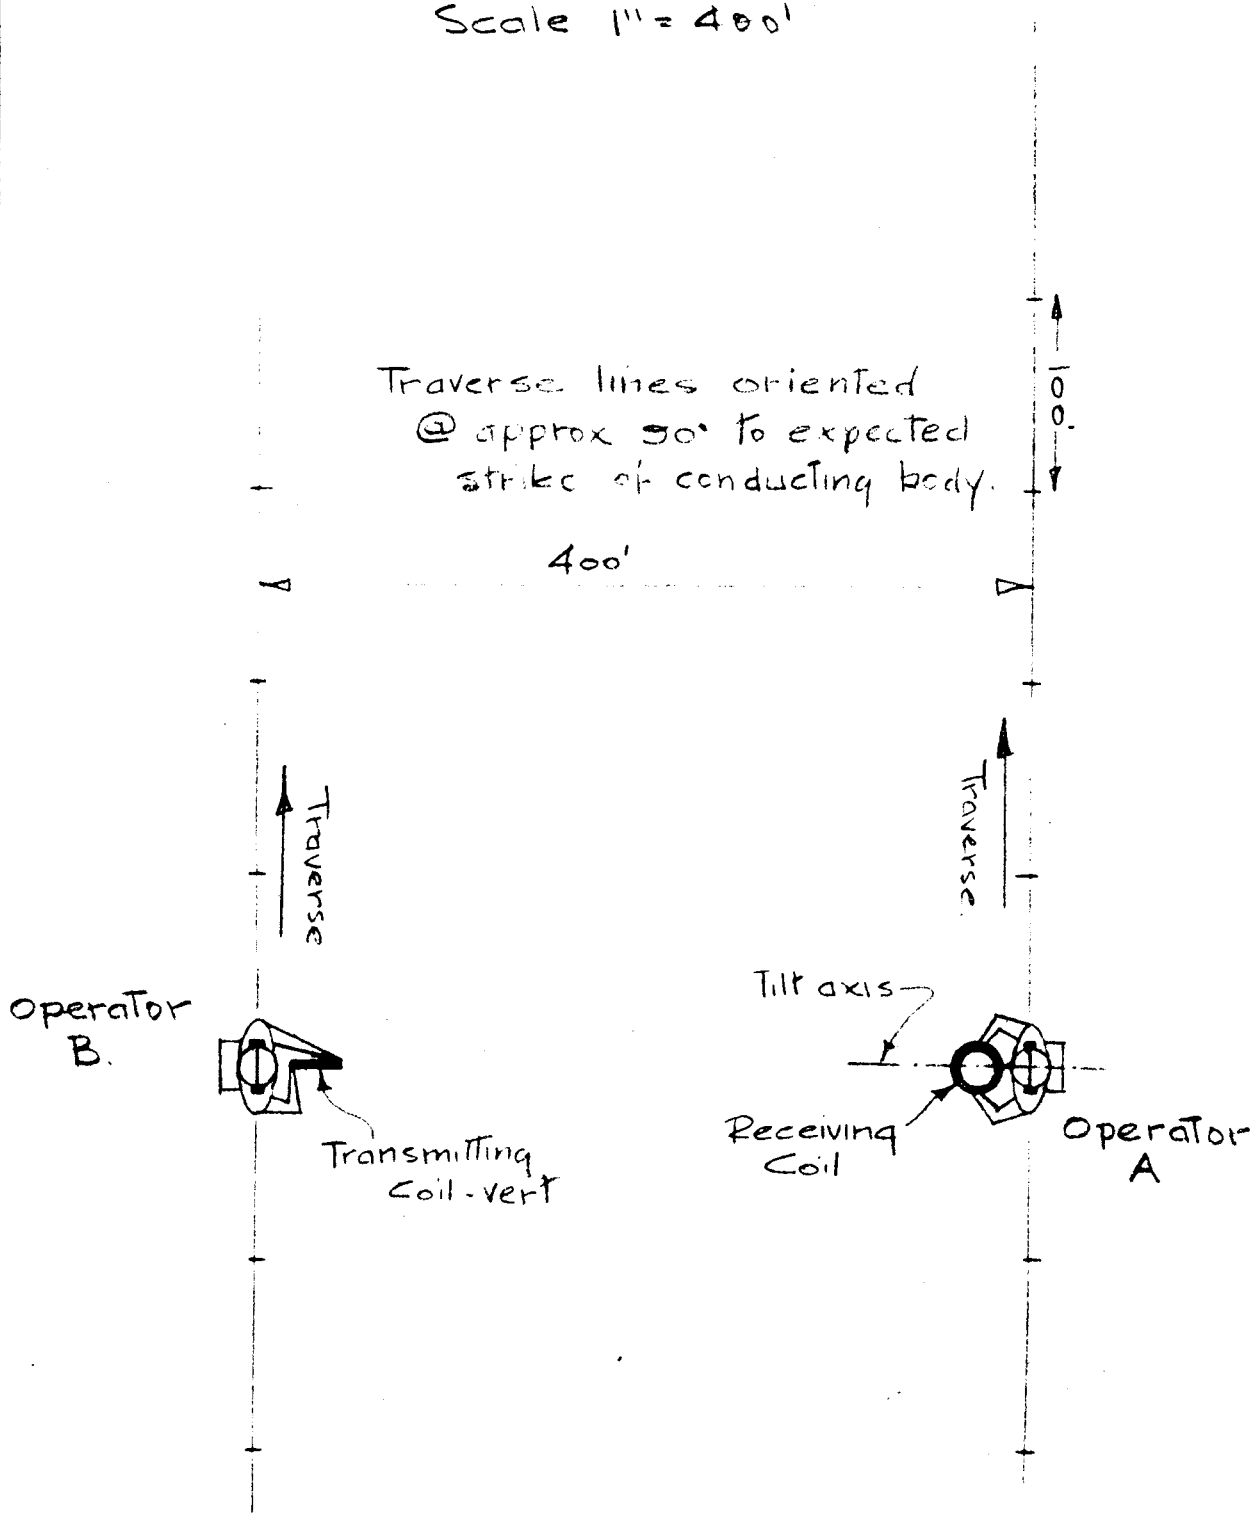 Scale 1" = 400'
Traverse lines oriented
@ approx 90° to expected
strike of conducting body.
100.
400'
Traverse
Traverse.
Operator
B.
Tilt axis
Transmitting
Coil - vert
Receiving
Coil
Operator
A